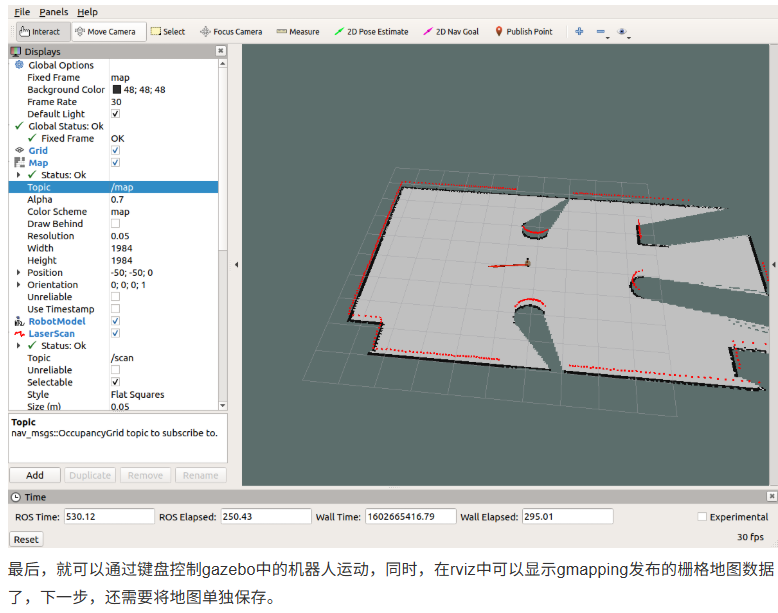 File Panels Help
Interact Move Camera Select Focus Camera Measure 2D Pose Estimate 2D Nav Goal Publish Point
Displays
Global Options
Fixed Frame map
Background Color 48; 48; 48
Frame Rate 30
Default Light
Global Status: Ok
Fixed Frame OK
Grid
Map
Status: Ok
Topic /map
Alpha 0.7
Color Scheme map
Draw Behind
Resolution 0.05
Width 1984
Height 1984
Position -50; -50; 0
Orientation 0; 0; 0; 1
Unreliable
Use Timestamp
RobotModel
LaserScan
Status: Ok
Topic /scan
Unreliable
Selectable
Style Flat Squares
Size (m) 0.05
Topic
nav_msgs::OccupancyGrid topic to subscribe to.
Add Duplicate Remove Rename
Time
ROS Time: 530.12 ROS Elapsed: 250.43 Wall Time: 1602665416.79 Wall Elapsed: 295.01 Experimental
Reset 30 fps
最后，就可以通过键盘控制gazebo中的机器人运动，同时，在rviz中可以显示gmapping发布的栅格地图数据
了，下一步，还需要将地图单独保存。